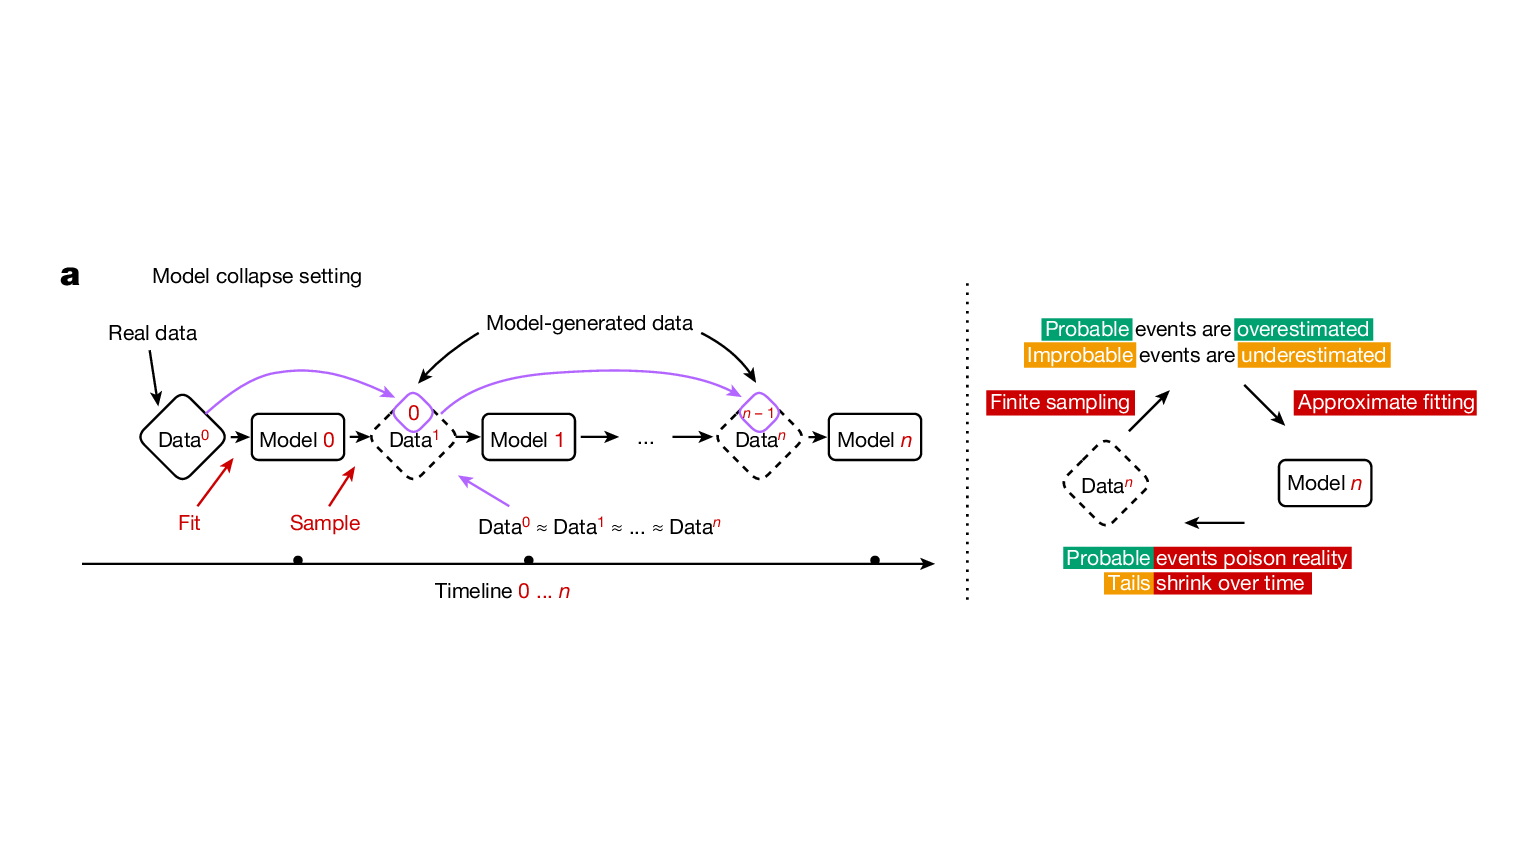 a
Model collapse setting
Real data
Model-generated data
Data⁰
Model 0
0
Data¹
Model 1
...
n – 1
Dataⁿ
Model n
Fit
Sample
Data⁰ ≈ Data¹ ≈ ... ≈ Dataⁿ
Timeline 0 ... n
Probable events are overestimated
Improbable events are underestimated
Finite sampling
Approximate fitting
Dataⁿ
Model n
Probable events poison reality
Tails shrink over time